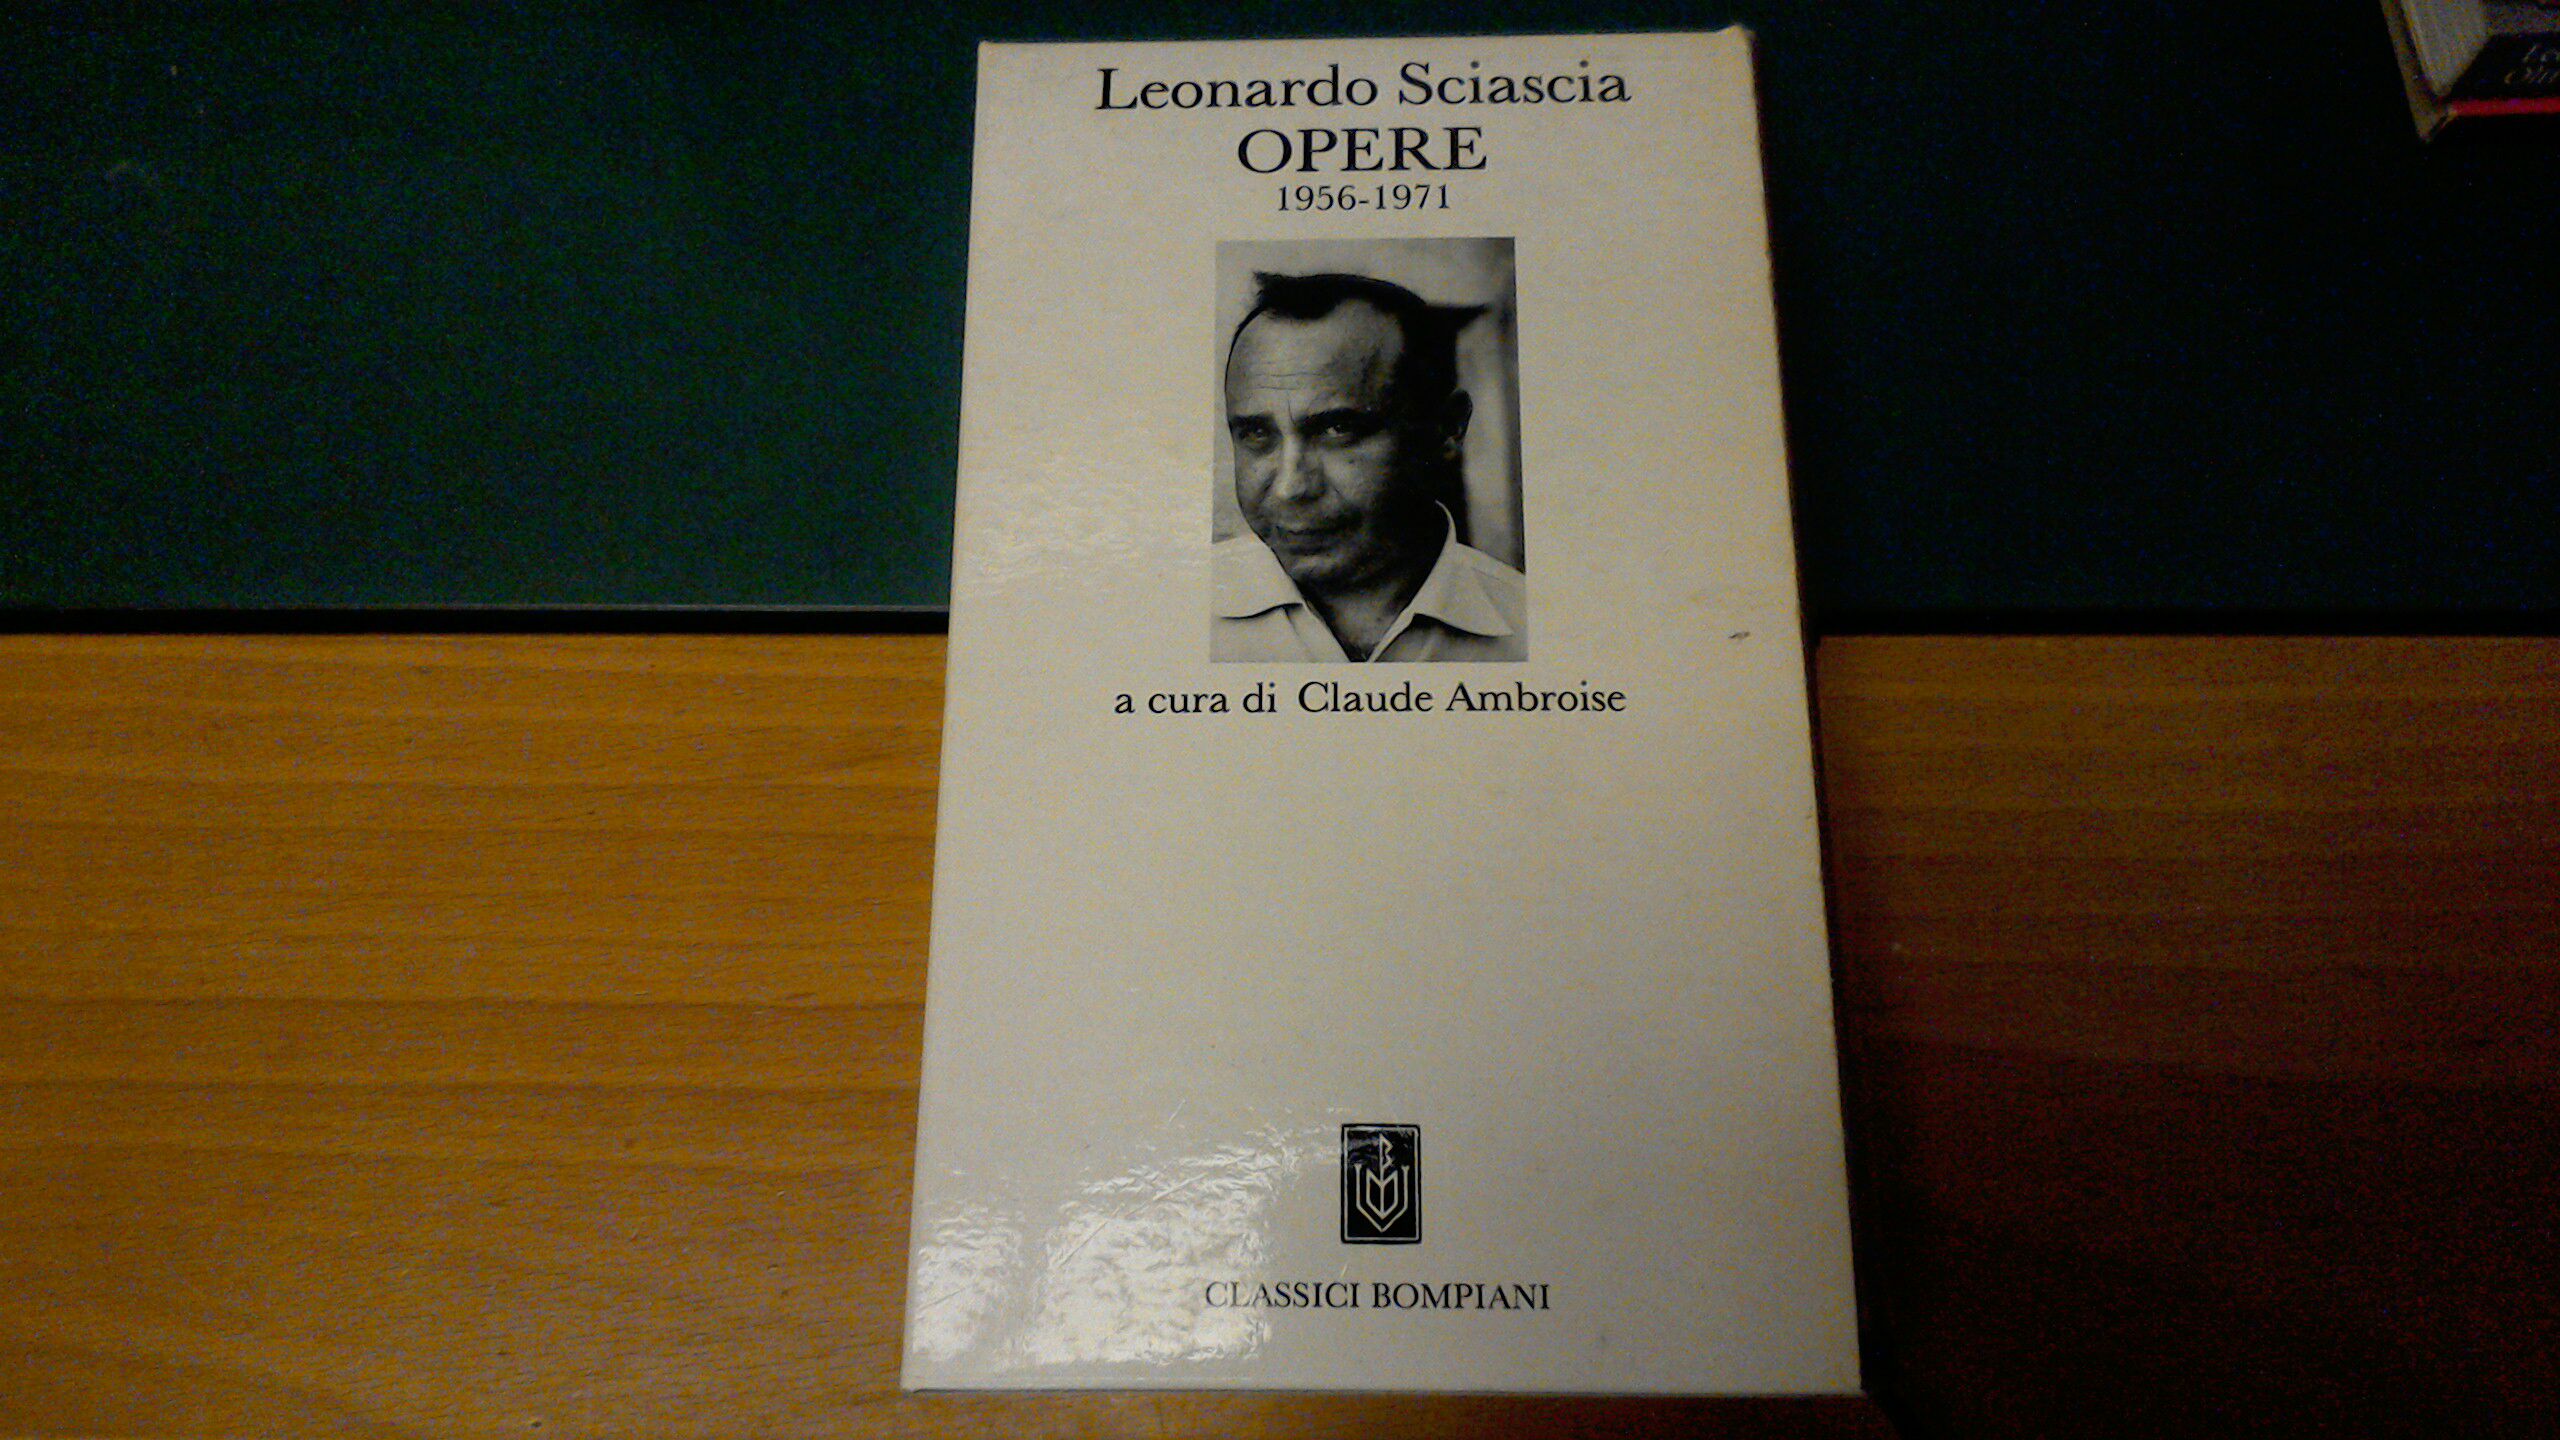 Leonardo Sciascia
OPERE
1956-1971
a cura di Claude Ambroise
CLASSICI BOMPIANI